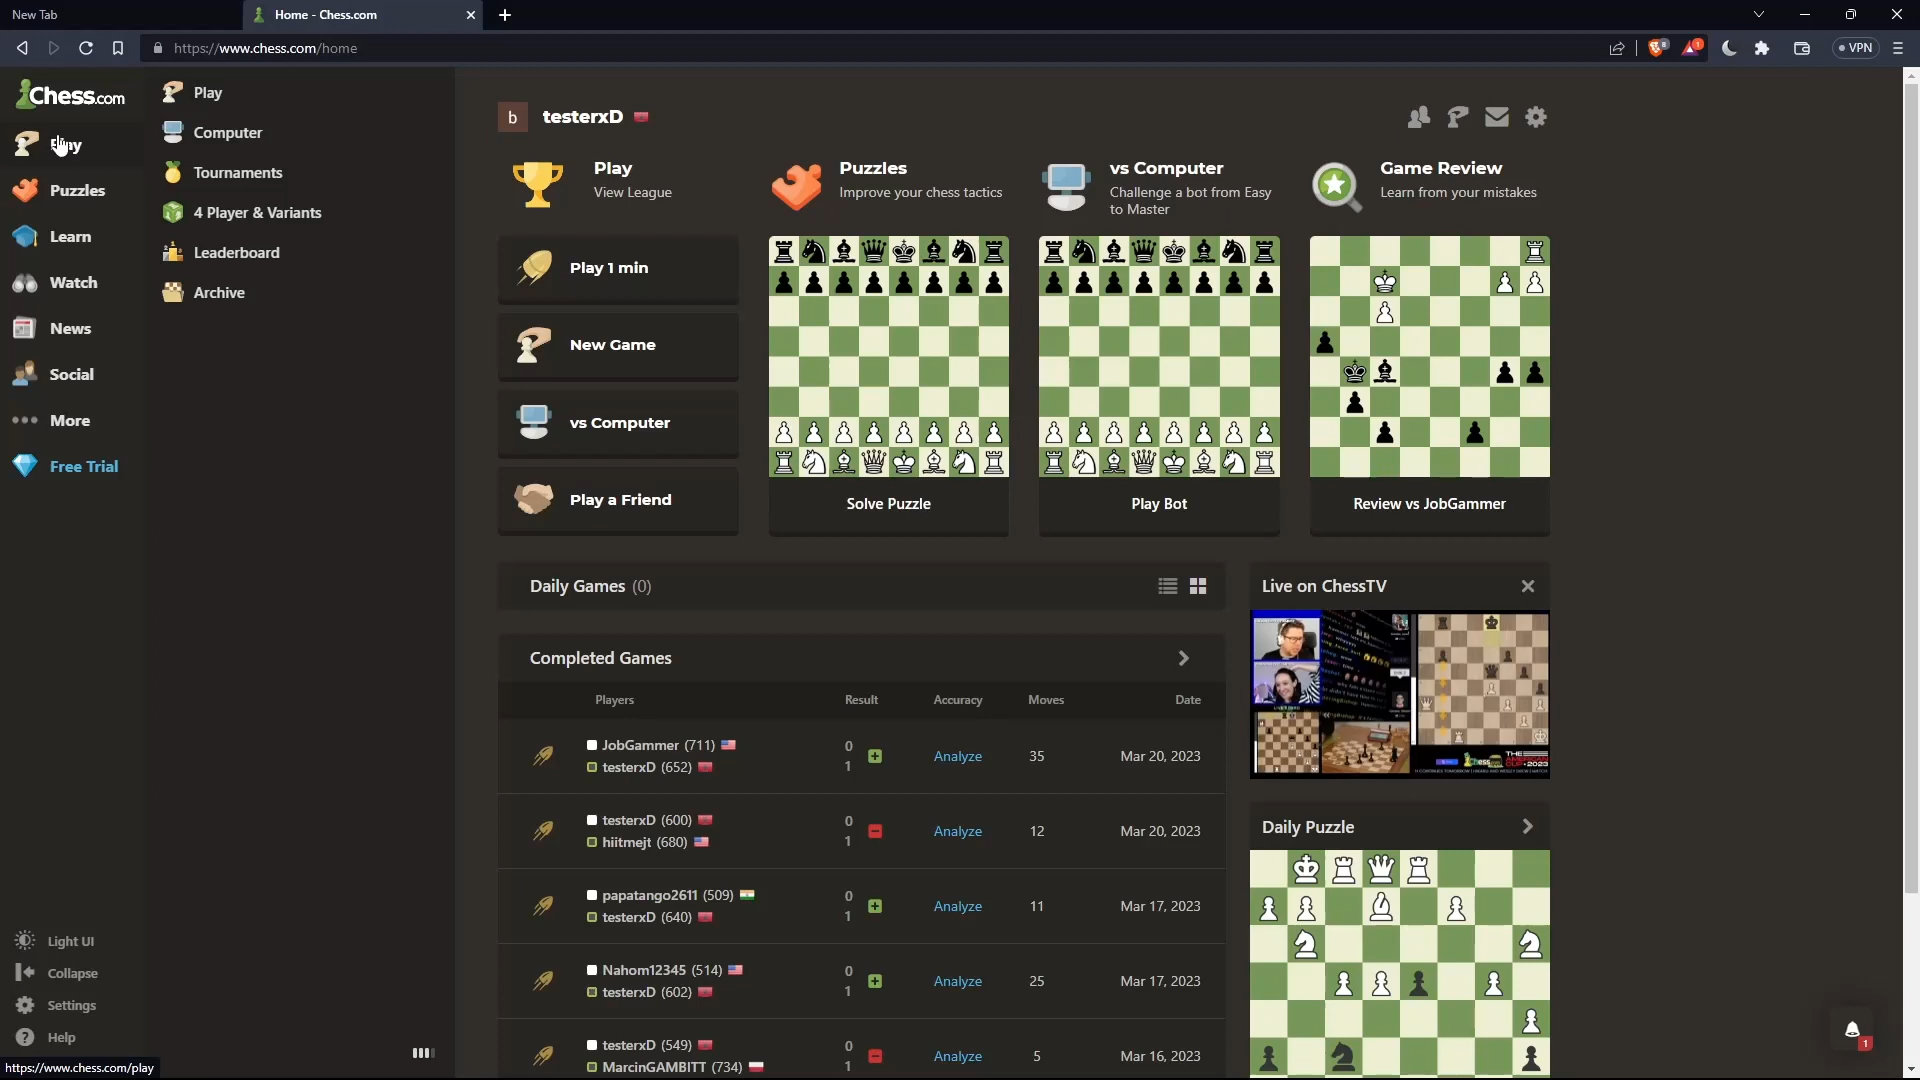 New Tab
Home - Chess.com
https://www.chess.com/home
VPN
8
1
Chess.com
Play
Puzzles
Learn
Watch
News
Social
More
Free Trial
Light UI
Collapse
Settings
Help
https://www.chess.com/play
Play
Computer
Tournaments
4 Player & Variants
Leaderboard
Archive
b testerxD
Play
View League
Play 1 min
New Game
vs Computer
Play a Friend
Puzzles
Improve your chess tactics
Solve Puzzle
vs Computer
Challenge a bot from Easy
to Master
Play Bot
Game Review
Learn from your mistakes
Review vs JobGammer
Daily Games (0)
Completed Games
Players Result Accuracy Moves Date
JobGammer (711) 0
testerxD (652) 1
Analyze 35 Mar 20, 2023
testerxD (600) 0
hiitmejt (680) 1
Analyze 12 Mar 20, 2023
papatango2611 (509) 0
testerxD (640) 1
Analyze 11 Mar 17, 2023
Nahom12345 (514) 0
testerxD (602) 1
Analyze 25 Mar 17, 2023
testerxD (549) 0
MarcinGAMBITT (734) 1
Analyze 5 Mar 16, 2023
Live on ChessTV
Daily Puzzle
1